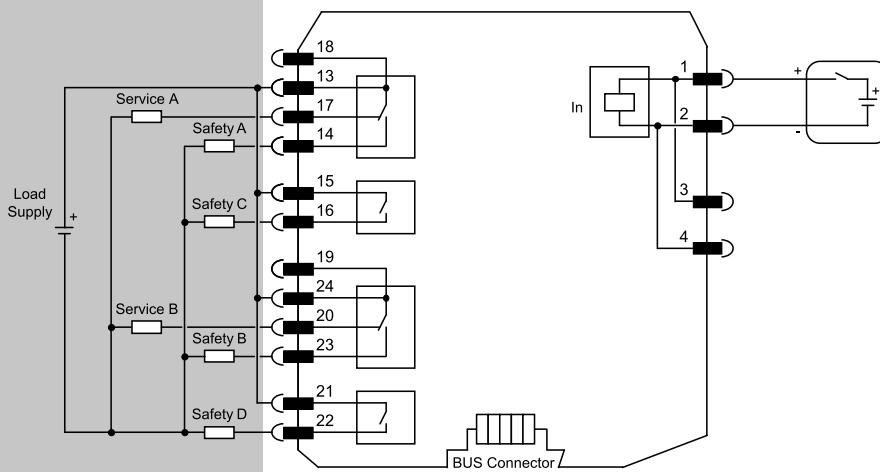 18
13
Service A
17
Safety A
14
15
Safety C
16
Load
Supply
+
19
24
Service B
20
Safety B
23
21
Safety D
22
BUS Connector
In
1
+
+
2
-
3
4